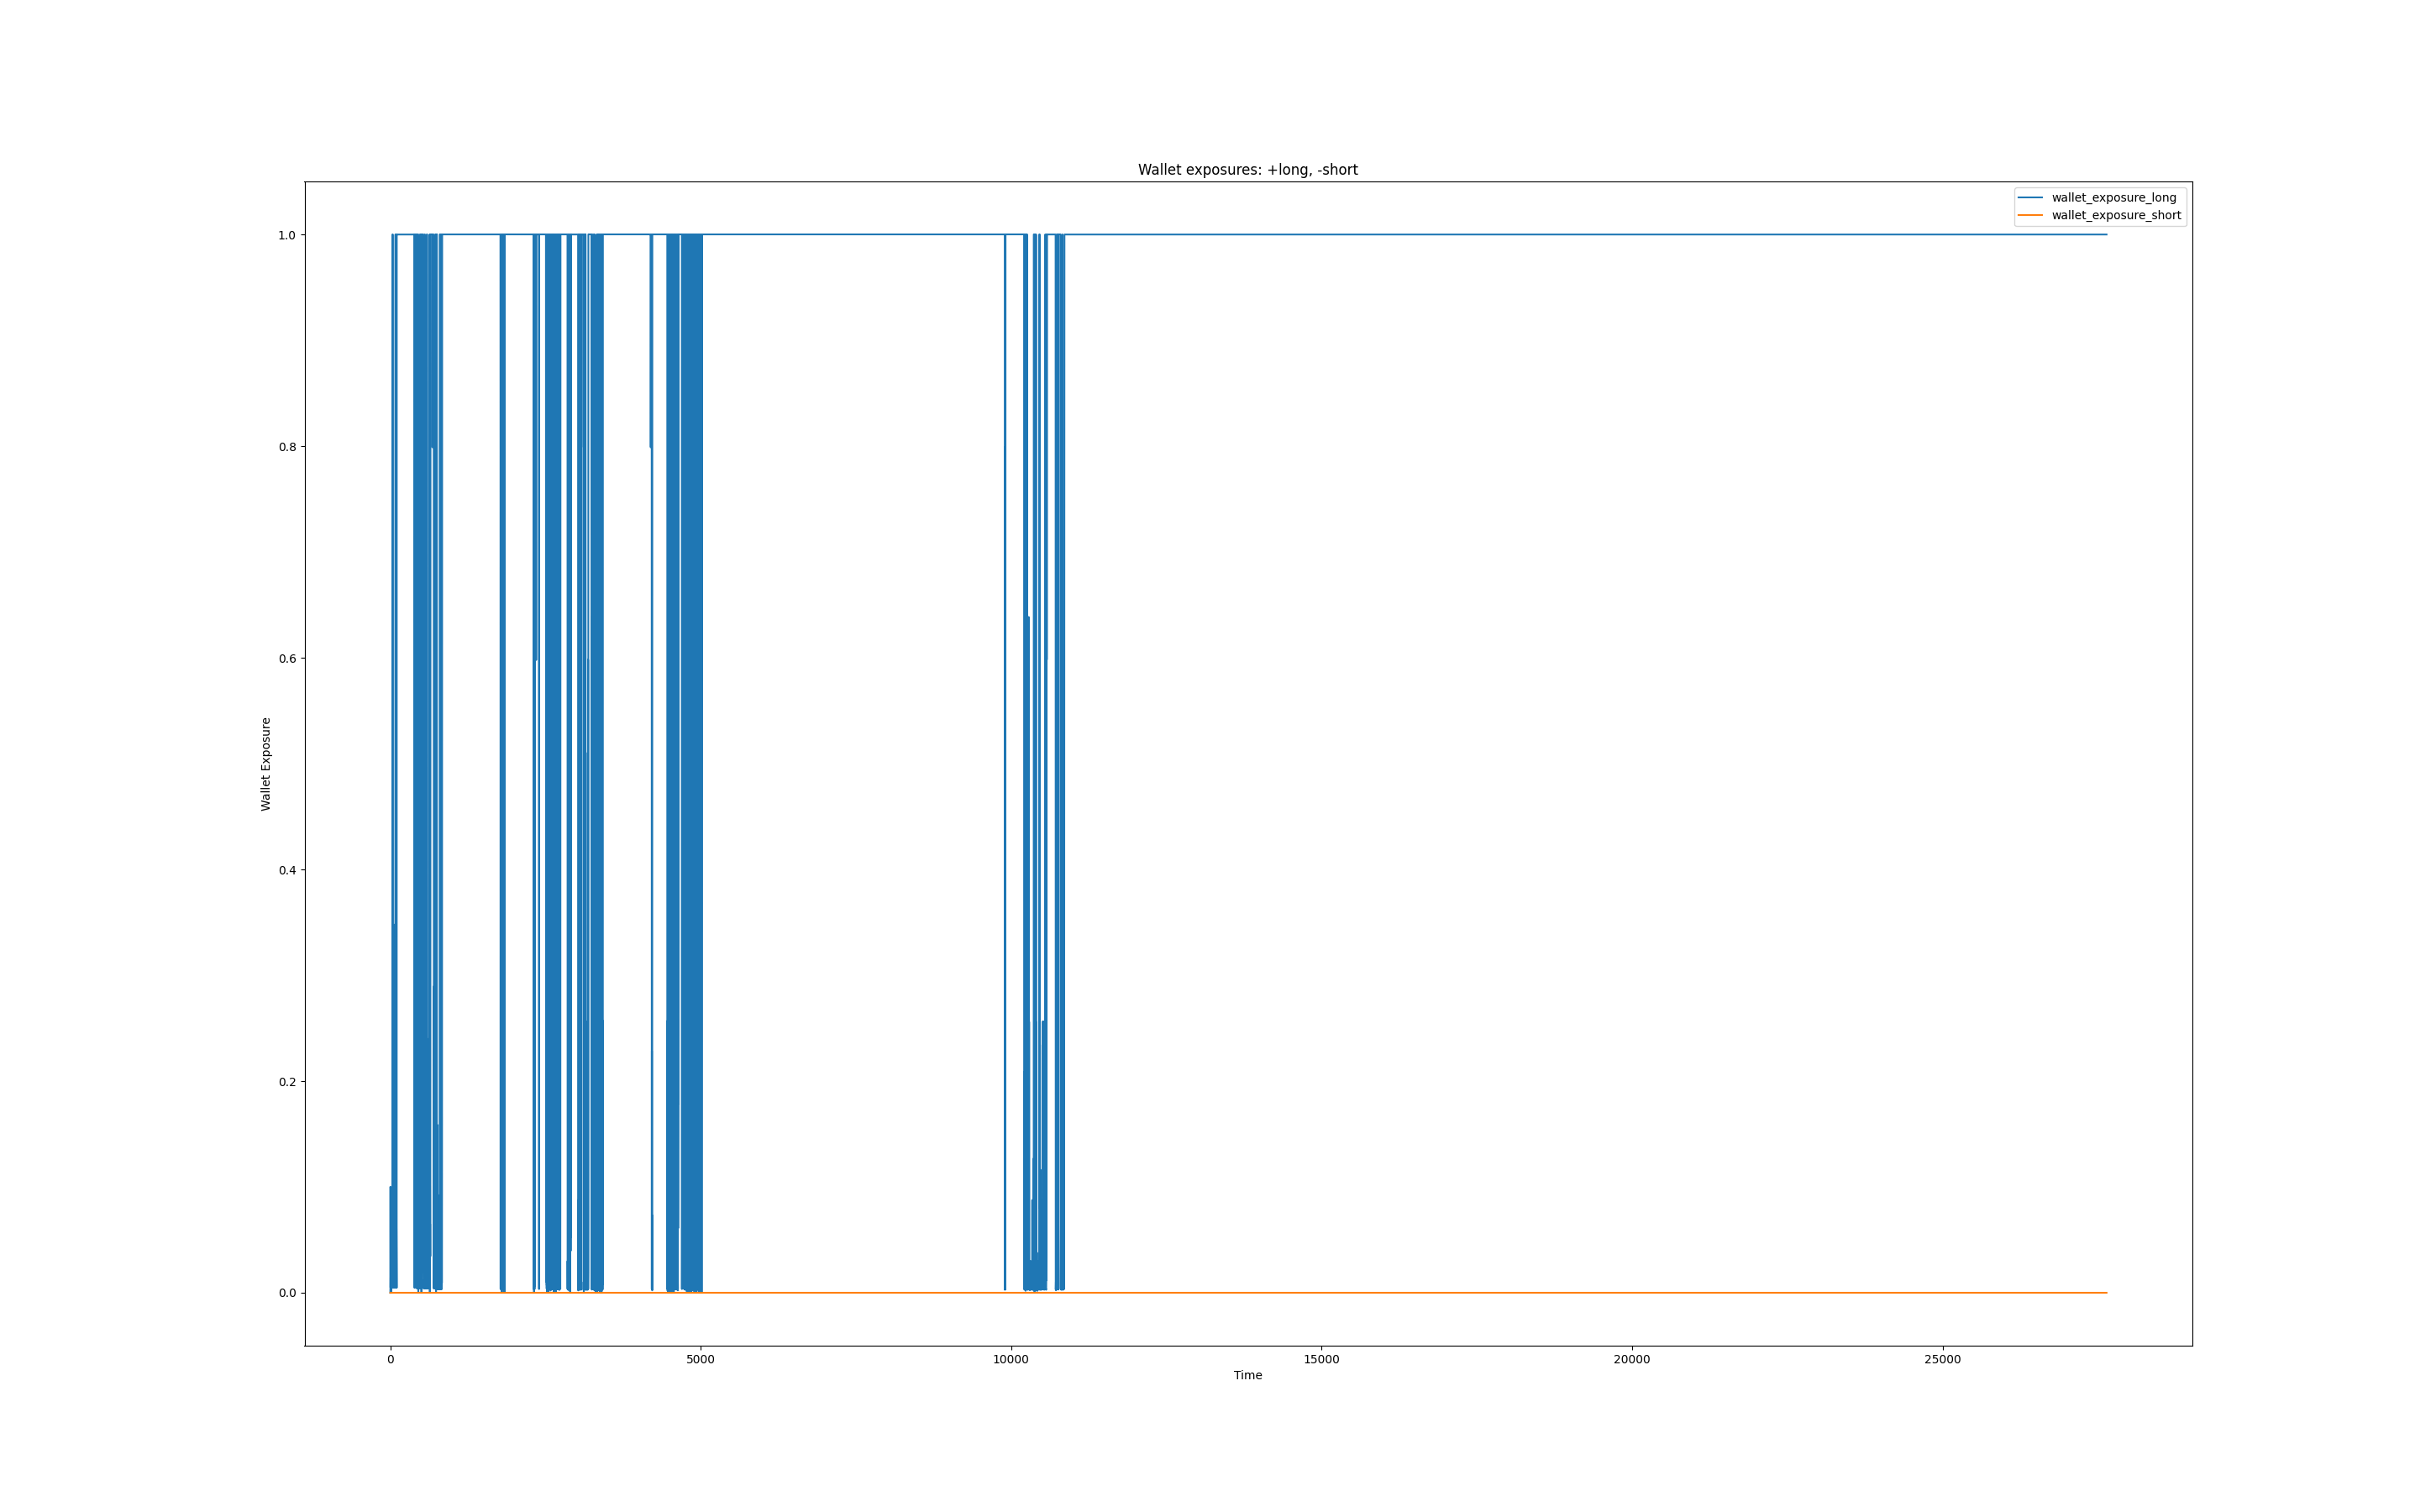 Wallet exposures: +long, -short
wallet_exposure_long
wallet_exposure_short
1.0
0.8
0.6
0.4
0.2
0.0
Wallet Exposure
0 5000 10000 15000 20000 25000
Time